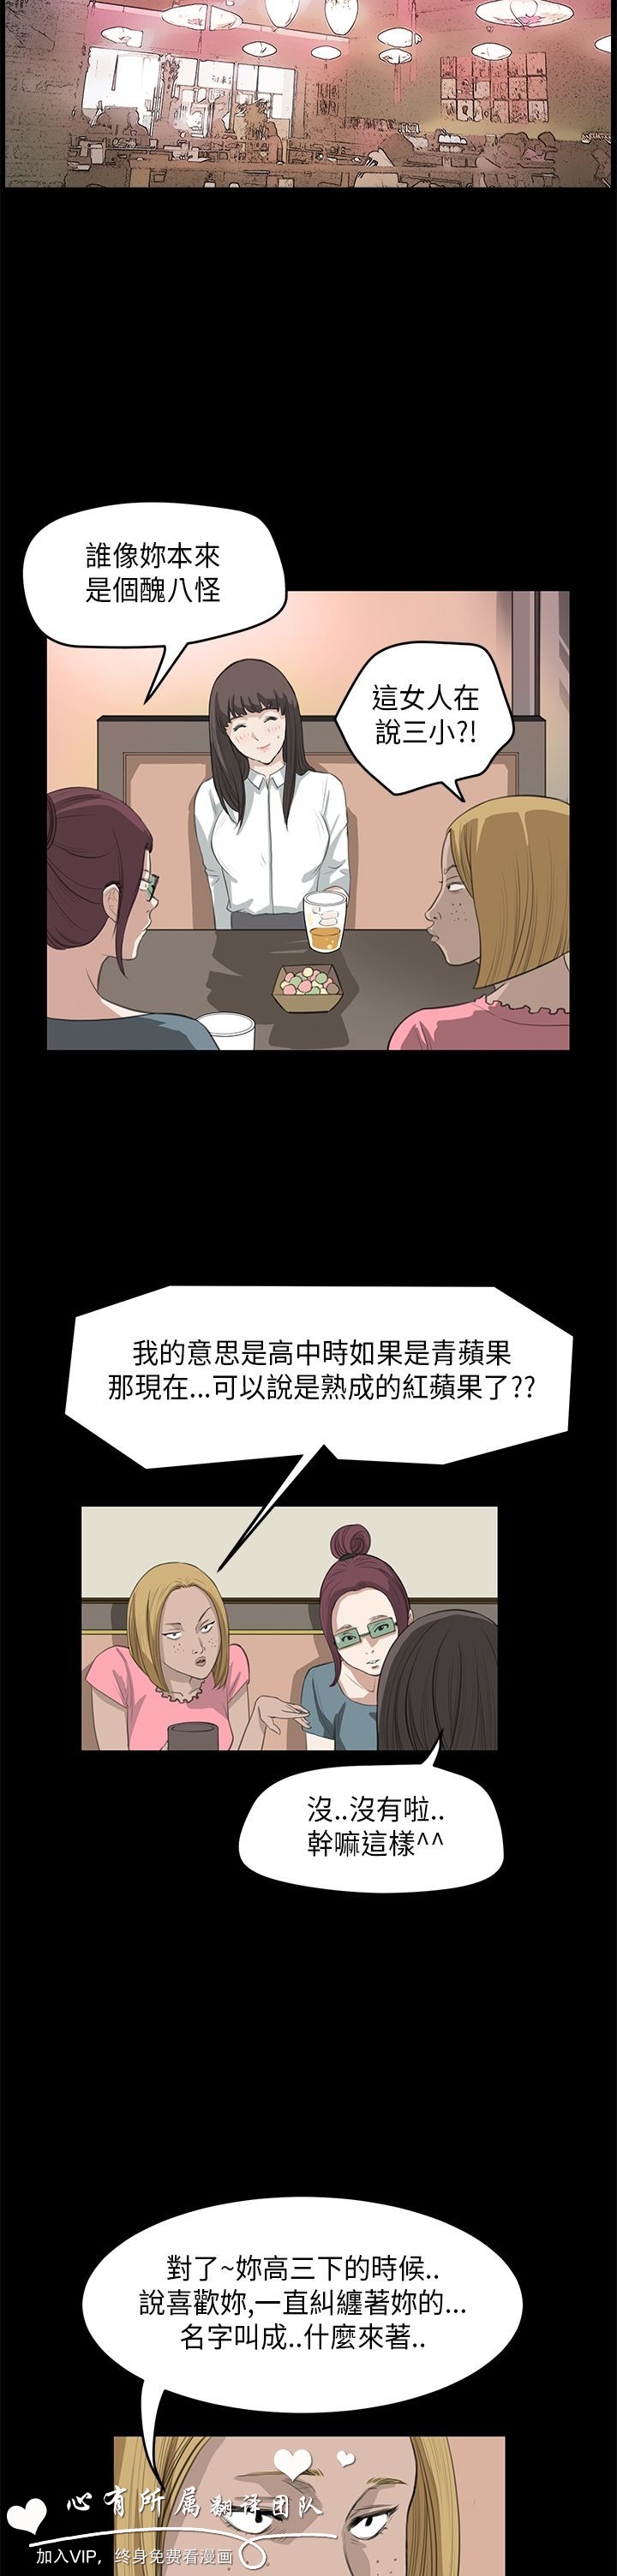 誰像妳本來
是個醜八怪
這女人在
說三小?!
我的意思是高中時如果是青蘋果
那現在...可以說是熟成的紅蘋果了??
沒..沒有啦..
幹嘛這樣^^
對了~妳高三下的時候..
說喜歡妳,一直糾纏著妳的...
名字叫成..什麼來著..
心有所属翻译团队
加入VIP，终身免费看漫画